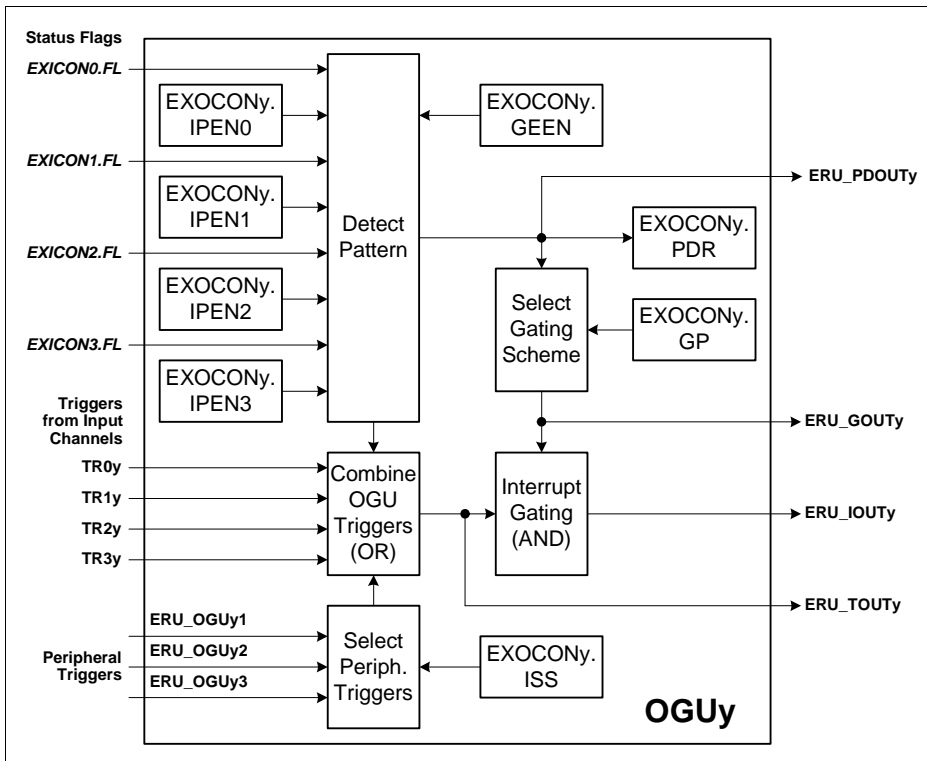 Status Flags
EXICON0.FL
EXOCONy.
IPEN0
EXICON1.FL
EXOCONy.
IPEN1
EXICON2.FL
EXOCONy.
IPEN2
EXICON3.FL
EXOCONy.
IPEN3
Detect
Pattern
EXOCONy.
GEEN
ERU_PDOUTy
EXOCONy.
PDR
Select
Gating
Scheme
EXOCONy.
GP
ERU_GOUTy
Triggers
from Input
Channels
TR0y
TR1y
TR2y
TR3y
Combine
OGU
Triggers
(OR)
Interrupt
Gating
(AND)
ERU_IOUTy
ERU_TOUTy
Peripheral
Triggers
ERU_OGUy1
ERU_OGUy2
ERU_OGUy3
Select
Periph.
Triggers
EXOCONy.
ISS
OGUy